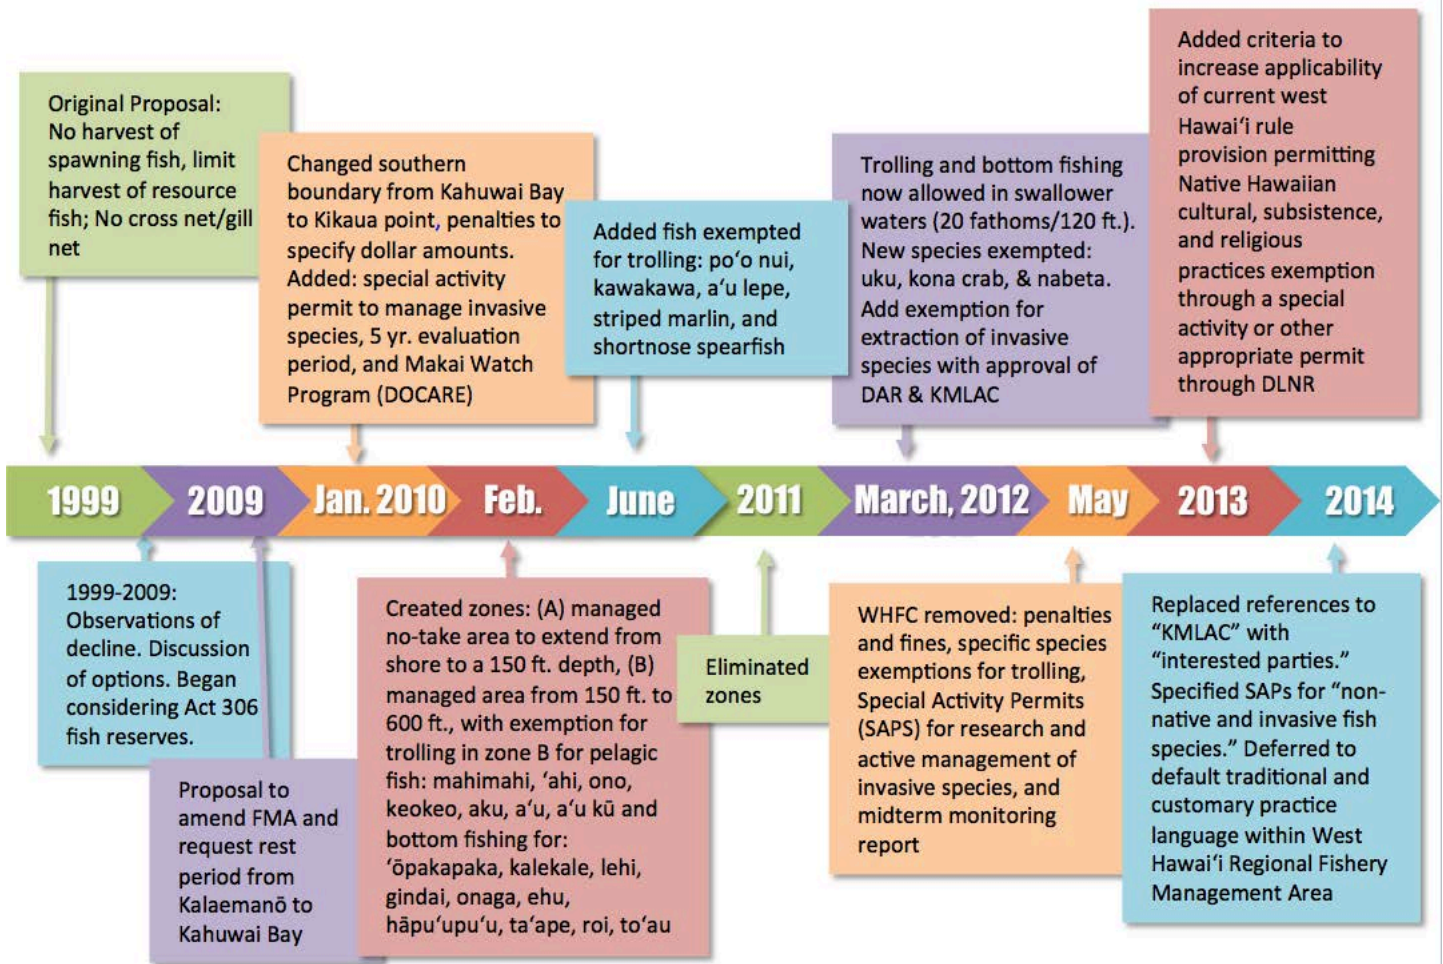 Original Proposal:
No harvest of
spawning fish, limit
harvest of resource
fish; No cross net/gill
net
Changed southern
boundary from Kahuwai Bay
to Kikaua point, penalties to
specify dollar amounts.
Added: special activity
permit to manage invasive
species, 5 yr. evaluation
period, and Makai Watch
Program (DOCARE)
Added fish exempted
for trolling: poʻo nui,
kawakawa, aʻu lepe,
striped marlin, and
shortnose spearfish
Trolling and bottom fishing
now allowed in swallower
waters (20 fathoms/120 ft.).
New species exempted:
uku, kona crab, & nabeta.
Add exemption for
extraction of invasive
species with approval of
DAR & KMLAC
Added criteria to
increase applicability
of current west
Hawaiʻi rule
provision permitting
Native Hawaiian
cultural, subsistence,
and religious
practices exemption
through a special
activity or other
appropriate permit
through DLNR
1999
2009
Jan. 2010
Feb.
June
2011
March, 2012
May
2013
2014
1999-2009:
Observations of
decline. Discussion
of options. Began
considering Act 306
fish reserves.
Proposal to
amend FMA and
request rest
period from
Kalaemanō to
Kahuwai Bay
Created zones: (A) managed
no-take area to extend from
shore to a 150 ft. depth, (B)
managed area from 150 ft. to
600 ft., with exemption for
trolling in zone B for pelagic
fish: mahimahi, ʻahi, ono,
keokeo, aku, aʻu, aʻu kū and
bottom fishing for:
ʻōpakapaka, kalekale, lehi,
gindai, onaga, ehu,
hāpuʻupuʻu, taʻape, roi, toʻau
Eliminated
zones
WHFC removed: penalties
and fines, specific species
exemptions for trolling,
Special Activity Permits
(SAPS) for research and
active management of
invasive species, and
midterm monitoring
report
Replaced references to
“KMLAC” with
“interested parties.”
Specified SAPs for “non-
native and invasive fish
species.” Deferred to
default traditional and
customary practice
language within West
Hawaiʻi Regional Fishery
Management Area